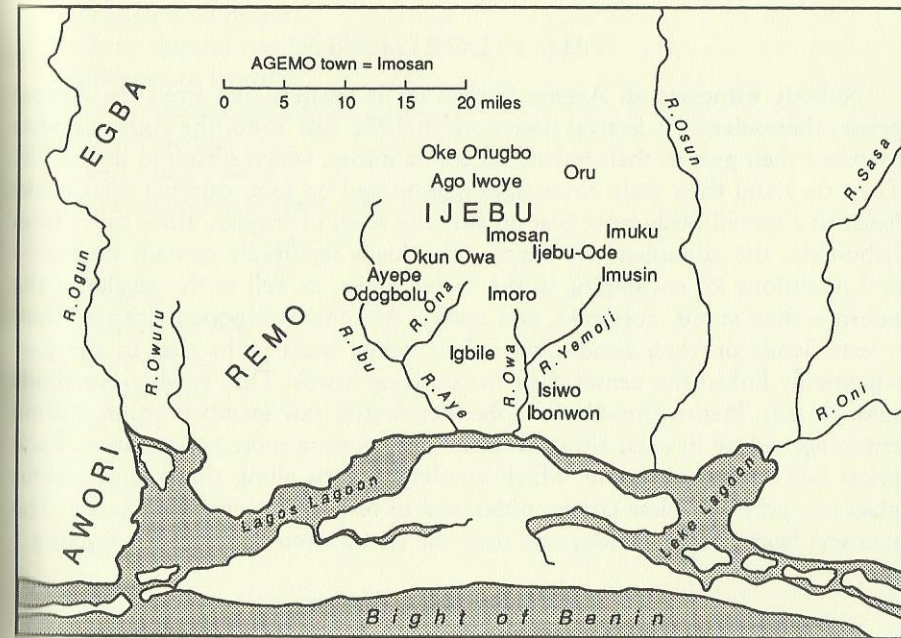 AGEMO town = Imosan
0 5 10 15 20 miles
EGBA
R.Ogun
R.Owuru
REMO
AWORI
Oke Onugbo
Ago Iwoye
Oru
IJEBU
Imosan
Imuku
Okun Owa
Ijebu-Ode
Ayepe
Imusin
Odogbolu
Imoro
R.Ona
R.Ibu
R.Aye
Igbile
R.Owa
R.Yemoji
Isiwo
Ibonwon
R.Osun
R.Sasa
R.Oni
Lagos Lagoon
Leke Lagoon
Bight of Benin